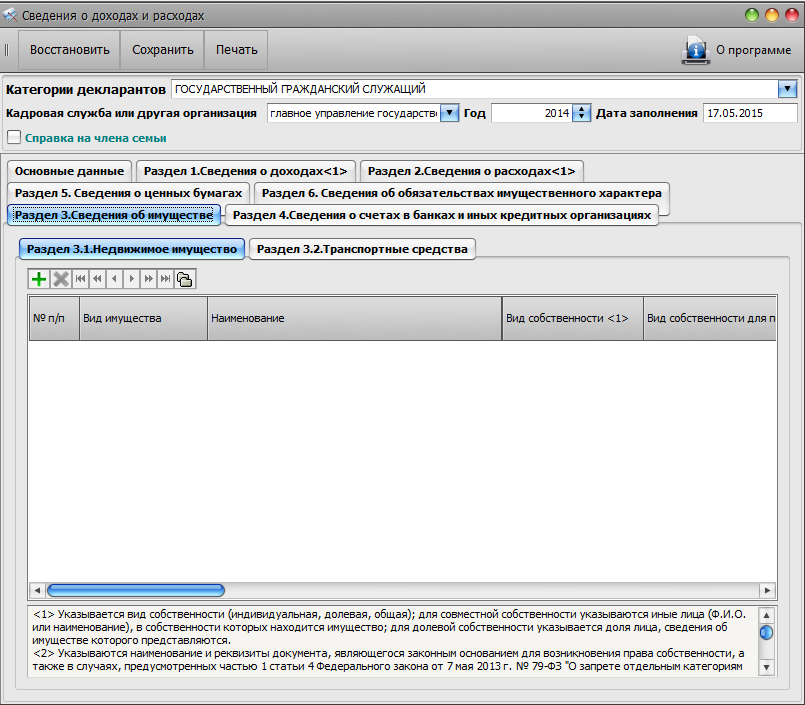 Сведения о доходах и расходах
Восстановить Сохранить Печать О программе
Категории декларантов ГОСУДАРСТВЕННЫЙ ГРАЖДАНСКИЙ СЛУЖАЩИЙ
Кадровая служба или другая организация главное управление государстве Год 2014 Дата заполнения 17.05.2015
Справка на члена семьи
Основные данные Раздел 1.Сведения о доходах<1> Раздел 2.Сведения о расходах<1>
Раздел 5. Сведения о ценных бумагах Раздел 6. Сведения об обязательствах имущественного характера
Раздел 3.Сведения об имуществе Раздел 4.Сведения о счетах в банках и иных кредитных организациях
Раздел 3.1.Недвижимое имущество Раздел 3.2.Транспортные средства
№ п/п Вид имущества Наименование Вид собственности <1> Вид собственности для п
<1> Указывается вид собственности (индивидуальная, долевая, общая); для совместной собственности указываются иные лица (Ф.И.О.
или наименование), в собственности которых находится имущество; для долевой собственности указывается доля лица, сведения об
имуществе которого представляются.
<2> Указываются наименование и реквизиты документа, являющегося законным основанием для возникновения права собственности, а
также в случаях, предусмотренных частью 1 статьи 4 Федерального закона от 7 мая 2013 г. № 79-ФЗ "О запрете отдельным категориям